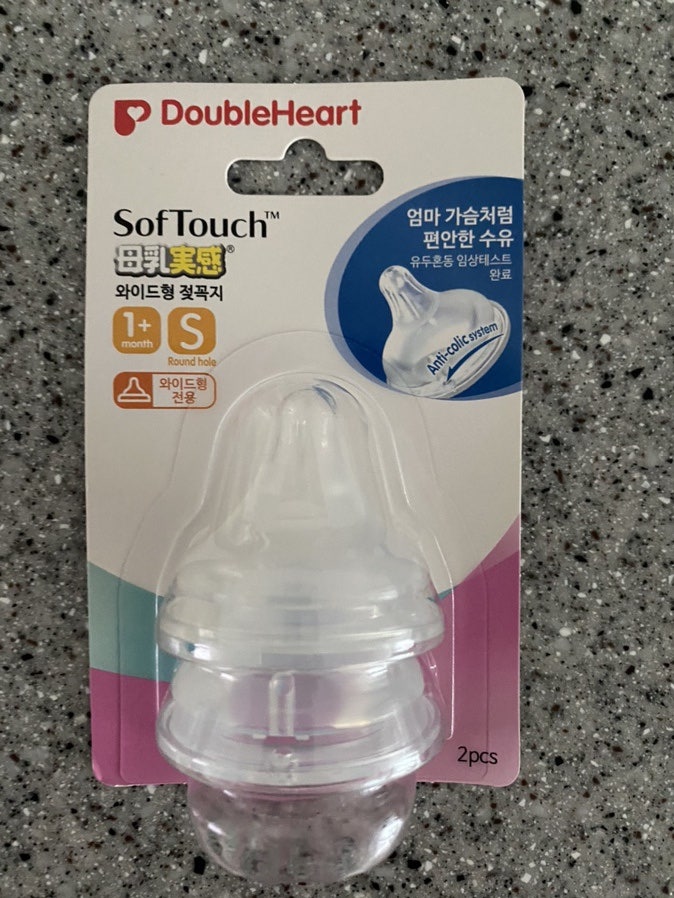 DoubleHeart
SofTouch™
母乳実感®
와이드형 젖꼭지
1+
month
S
Round hole
와이드형
전용
엄마 가슴처럼
편안한 수유
유두혼동 임상테스트
완료
Anti-colic system
2pcs